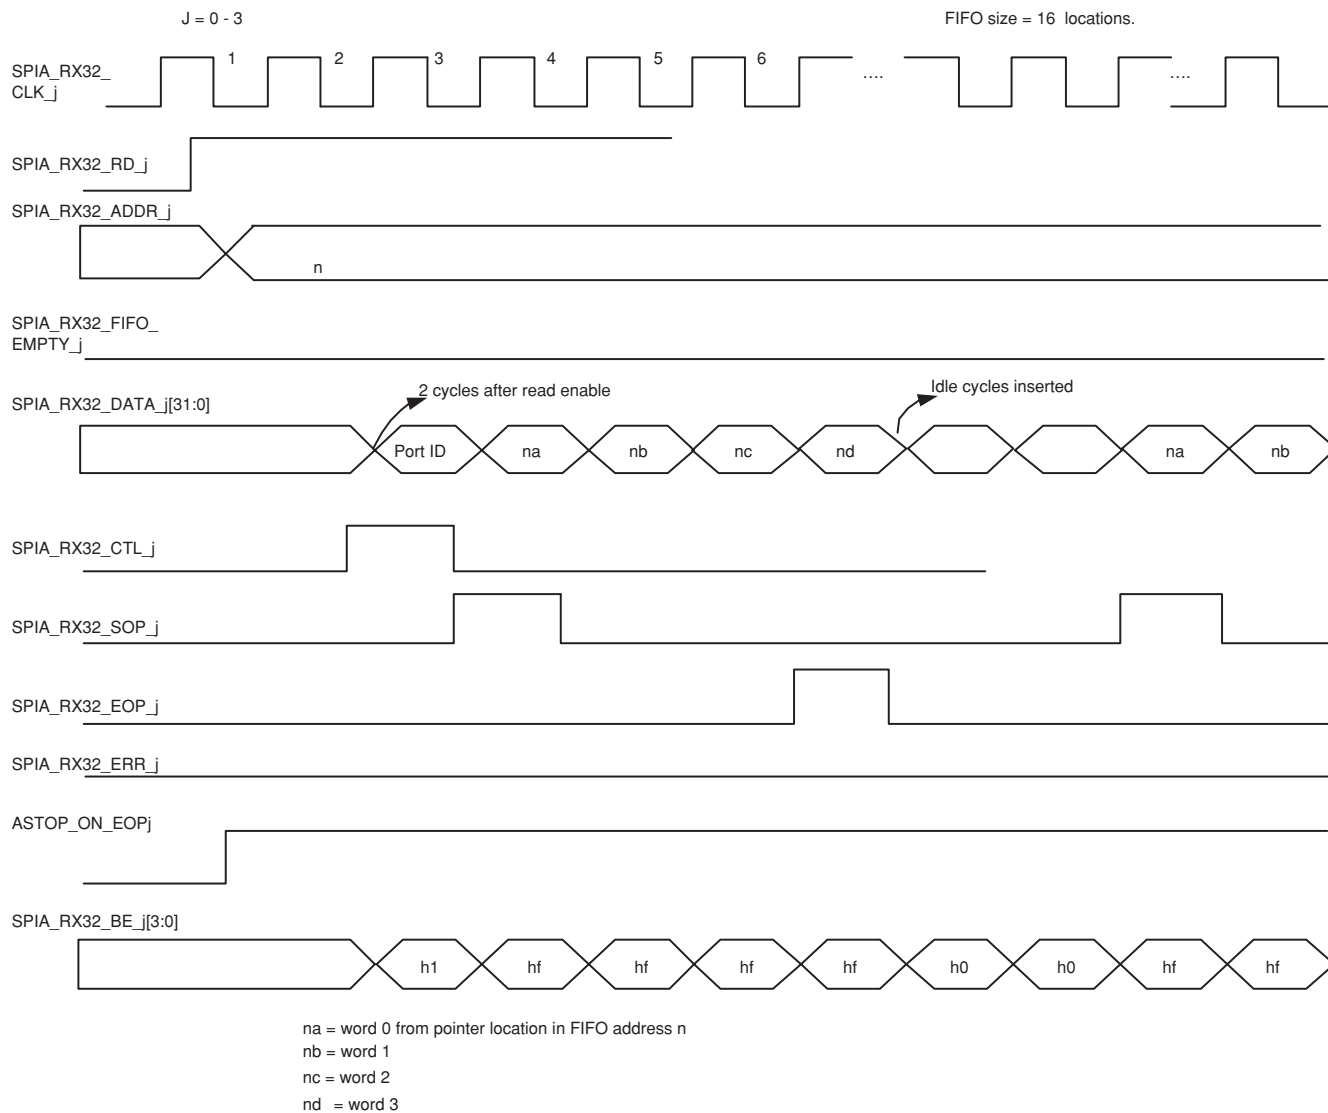 J = 0 - 3
FIFO size = 16 locations.
1 2 3 4 5 6
SPIA_RX32_
CLK_j
.... ....
SPIA_RX32_RD_j
SPIA_RX32_ADDR_j
n
SPIA_RX32_FIFO_
EMPTY_j
2 cycles after read enable
Idle cycles inserted
SPIA_RX32_DATA_j[31:0]
Port ID na nb nc nd na nb
SPIA_RX32_CTL_j
SPIA_RX32_SOP_j
SPIA_RX32_EOP_j
SPIA_RX32_ERR_j
ASTOP_ON_EOPj
SPIA_RX32_BE_j[3:0]
h1 hf hf hf hf h0 h0 hf hf
na = word 0 from pointer location in FIFO address n
nb = word 1
nc = word 2
nd = word 3